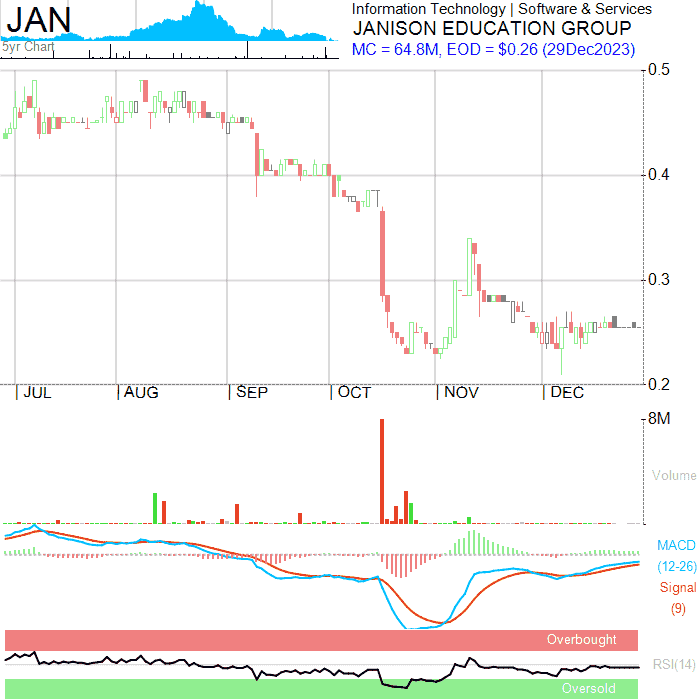 JAN
5yr Chart
Information Technology | Software & Services
JANISON EDUCATION GROUP
MC = 64.8M, EOD = $0.26 (29Dec2023)
0.5
0.4
0.3
0.2
| JUL | AUG | SEP | OCT | NOV | DEC
8M
Volume
MACD
(12-26)
Signal
(9)
Overbought
RSI(14)
Oversold